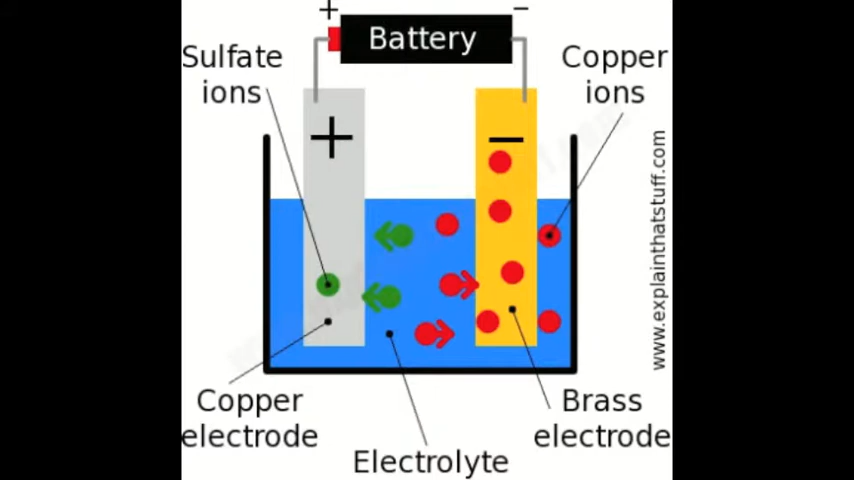 + −
Battery
Sulfate
ions
Copper
ions
+ −
Copper
electrode
Brass
electrode
Electrolyte
www.explainthatstuff.com